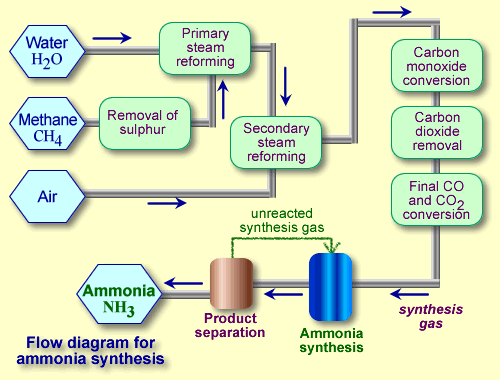 Water
H2O
Primary
steam
reforming
Carbon
monoxide
conversion
Methane
CH4
Removal of
sulphur
Secondary
steam
reforming
Carbon
dioxide
removal
Air
Final CO
and CO2
conversion
unreacted
synthesis gas
Ammonia
NH3
Product
separation
Ammonia
synthesis
synthesis
gas
Flow diagram for
ammonia synthesis